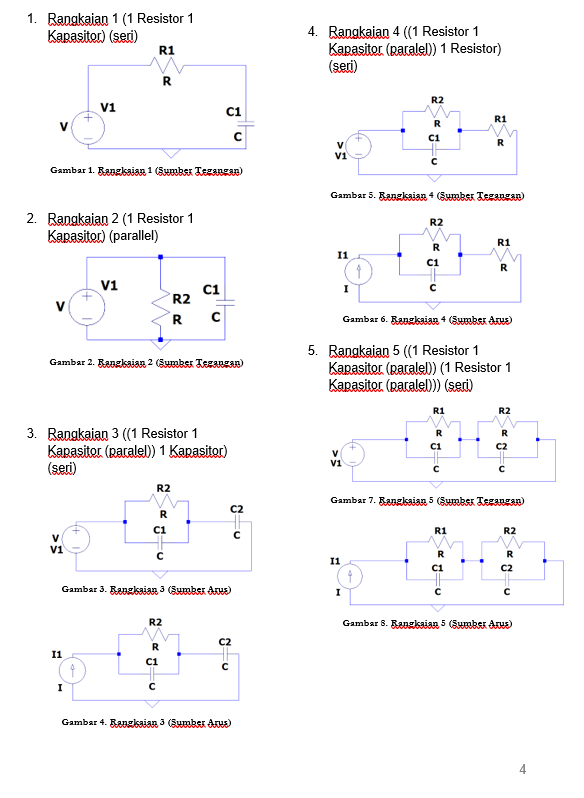 1. Rangkaian 1 (1 Resistor 1
Kapasitor) (seri)
R1
R
V1
V
C1
C
Gambar 1. Rangkaian 1 (Sumber Tegangan)
2. Rangkaian 2 (1 Resistor 1
Kapasitor) (parallel)
V1
V
R2
R
C1
C
Gambar 2. Rangkaian 2 (Sumber Tegangan)
3. Rangkaian 3 ((1 Resistor 1
Kapasitor (paralel)) 1 Kapasitor)
(seri)
R2
R
C1
C
C2
C
V
V1
Gambar 3. Rangkaian 3 (Sumber Arus)
R2
R
C1
C
C2
C
I1
I
Gambar 4. Rangkaian 3 (Sumber Arus)
4. Rangkaian 4 ((1 Resistor 1
Kapasitor (paralel)) 1 Resistor)
(seri)
R2
R
C1
C
R1
R
V
V1
Gambar 5. Rangkaian 4 (Sumber Tegangan)
R2
R
C1
C
R1
R
I1
I
Gambar 6. Rangkaian 4 (Sumber Arus)
5. Rangkaian 5 ((1 Resistor 1
Kapasitor (paralel)) (1 Resistor 1
Kapasitor (paralel))) (seri)
R1
R
C1
C
R2
R
C2
C
V
V1
Gambar 7. Rangkaian 5 (Sumber Tegangan)
R1
R
C1
C
R2
R
C2
C
I1
I
Gambar 8. Rangkaian 5 (Sumber Arus)
4